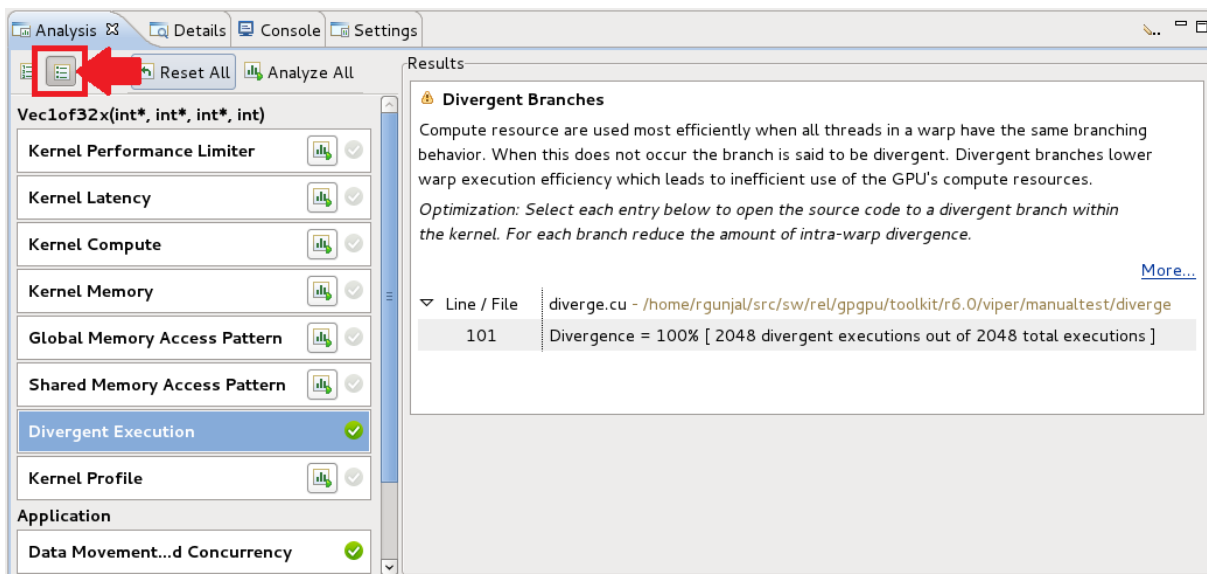 Analysis Details Console Settings
Reset All Analyze All
Vec1of32x(int*, int*, int*, int)
Kernel Performance Limiter
Kernel Latency
Kernel Compute
Kernel Memory
Global Memory Access Pattern
Shared Memory Access Pattern
Divergent Execution
Kernel Profile
Application
Data Movement...d Concurrency
Results
Divergent Branches
Compute resource are used most efficiently when all threads in a warp have the same branching
behavior. When this does not occur the branch is said to be divergent. Divergent branches lower
warp execution efficiency which leads to inefficient use of the GPU's compute resources.
Optimization: Select each entry below to open the source code to a divergent branch within
the kernel. For each branch reduce the amount of intra-warp divergence.
More...
Line / File diverge.cu - /home/rgunjal/src/sw/rel/gpgpu/toolkit/r6.0/viper/manualtest/diverge
101 Divergence = 100% [ 2048 divergent executions out of 2048 total executions ]